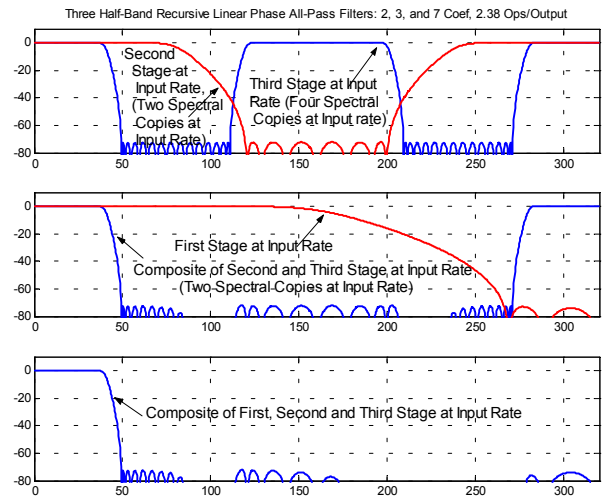 Three Half-Band Recursive Linear Phase All-Pass Filters: 2, 3, and 7 Coef, 2.38 Ops/Output
0
-20
-40
-60
-80
Second
Stage at
Input Rate,
(Two Spectral
Copies at
Input Rate)
Third Stage at Input
Rate (Four Spectral
Copies at Input rate)
0
50
100
150
200
250
300
0
-20
-40
-60
-80
First Stage at Input Rate
Composite of Second and Third Stage at Input Rate
(Two Spectral Copies at Input Rate)
0
50
100
150
200
250
300
0
-20
-40
-60
-80
Composite of First, Second and Third Stage at Input Rate
0
50
100
150
200
250
300